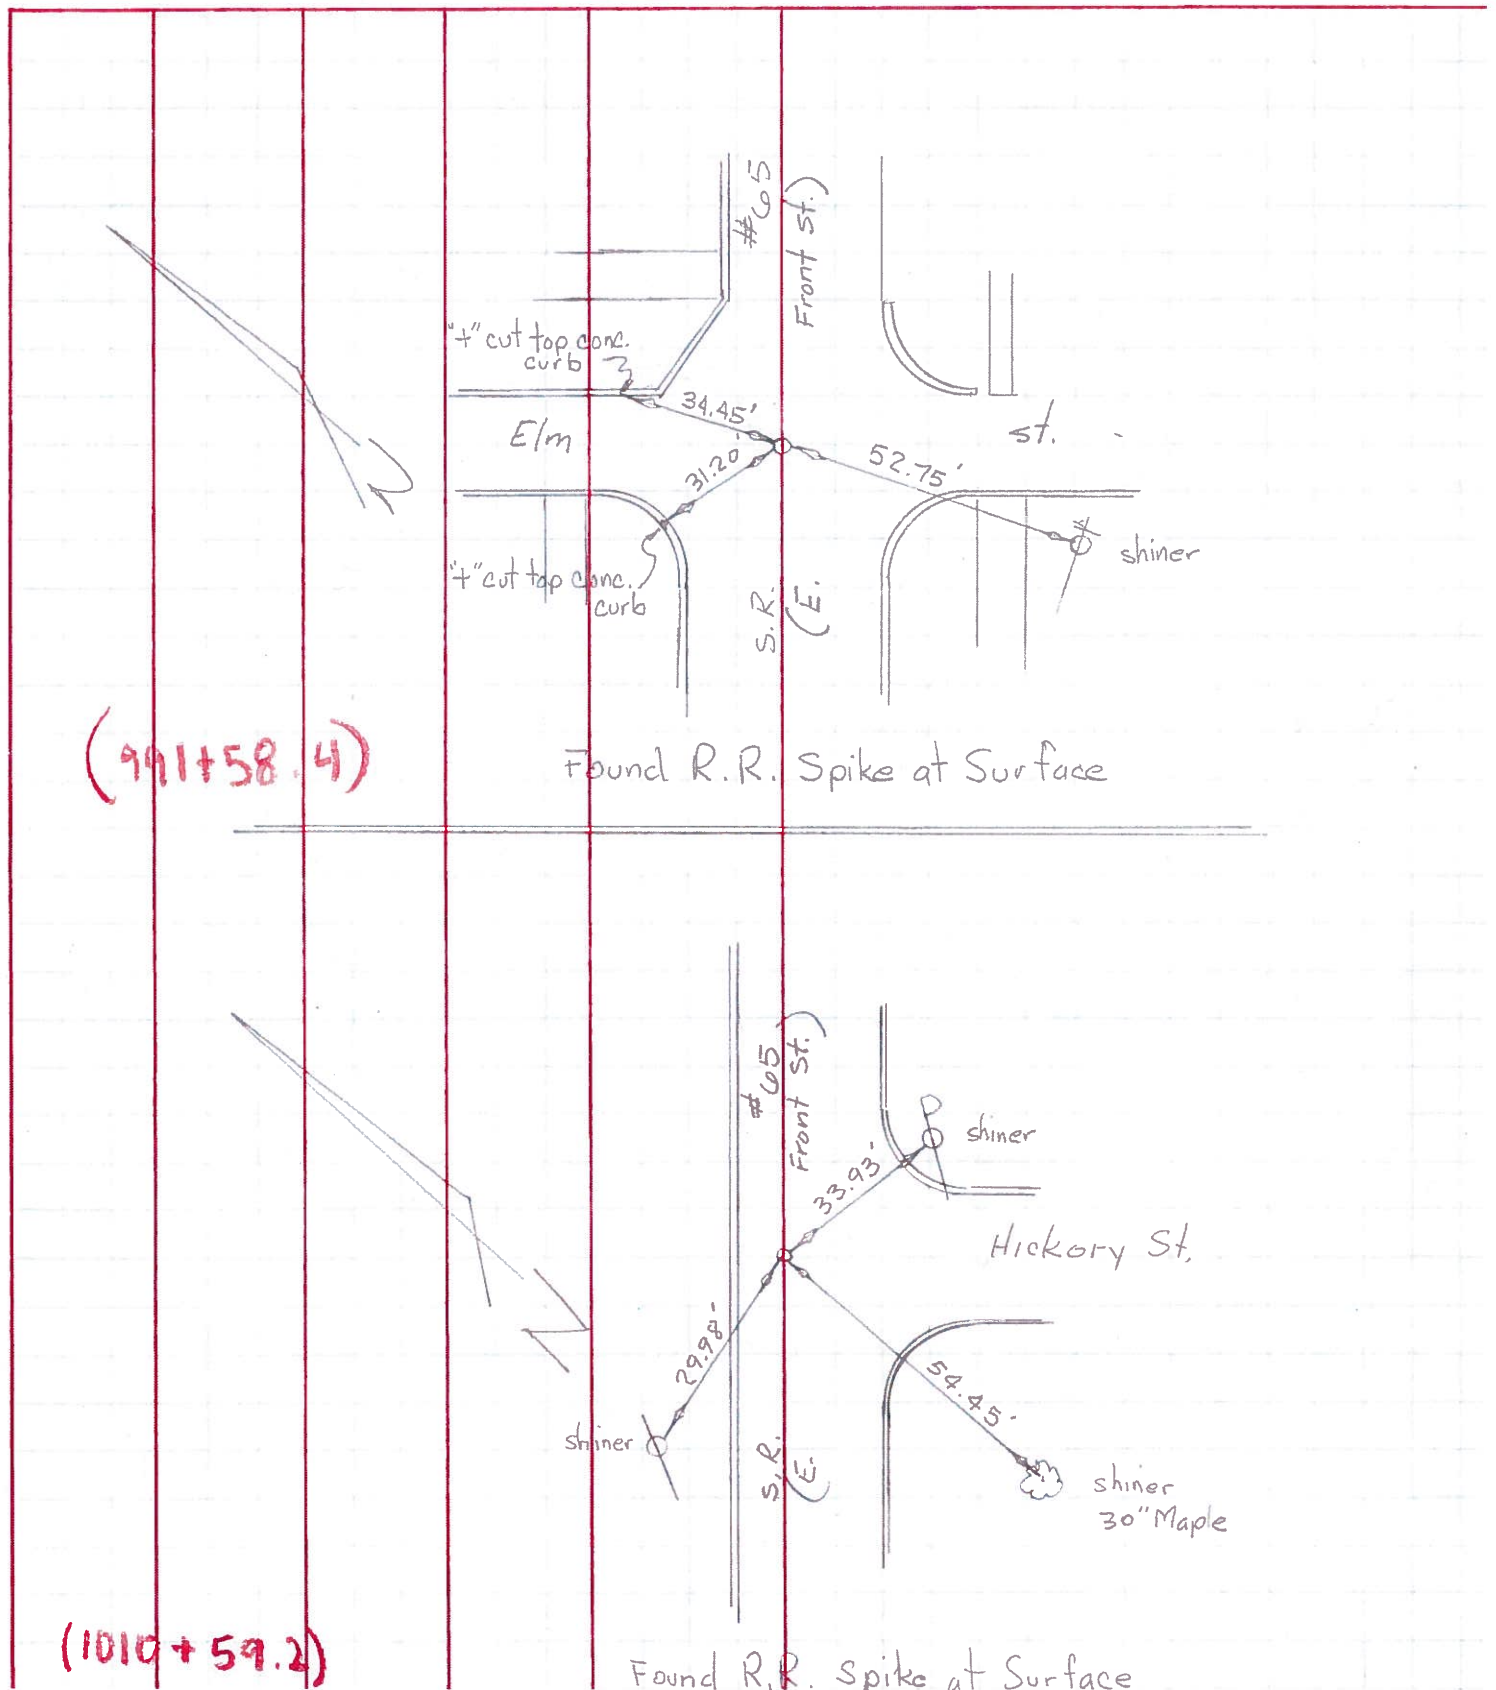 S.R. #65
(E. Front St.)
"+" cut top conc.
curb
34.45'
Elm
St.
31.20'
52.75'
shiner
"+" cut top conc.
curb
(991+58.4)
Found R.R. Spike at Surface
S.R. #65
(E. Front St.)
shiner
33.93'
Hickory St.
29.98'
54.45'
shiner
shiner
30" Maple
(1010+59.2)
Found R.R. Spike at Surface